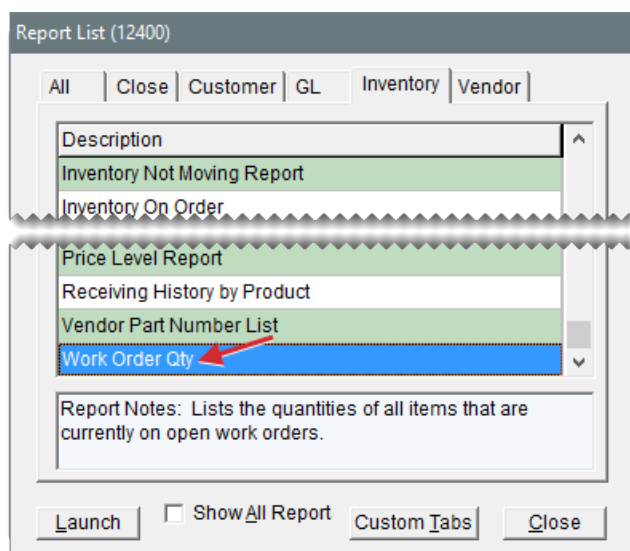 Report List (12400)
All Close Customer GL Inventory Vendor
Description
Inventory Not Moving Report
Inventory On Order
Price Level Report
Receiving History by Product
Vendor Part Number List
Work Order Qty
Report Notes: Lists the quantities of all items that are
currently on open work orders.
Launch Show All Report Custom Tabs Close